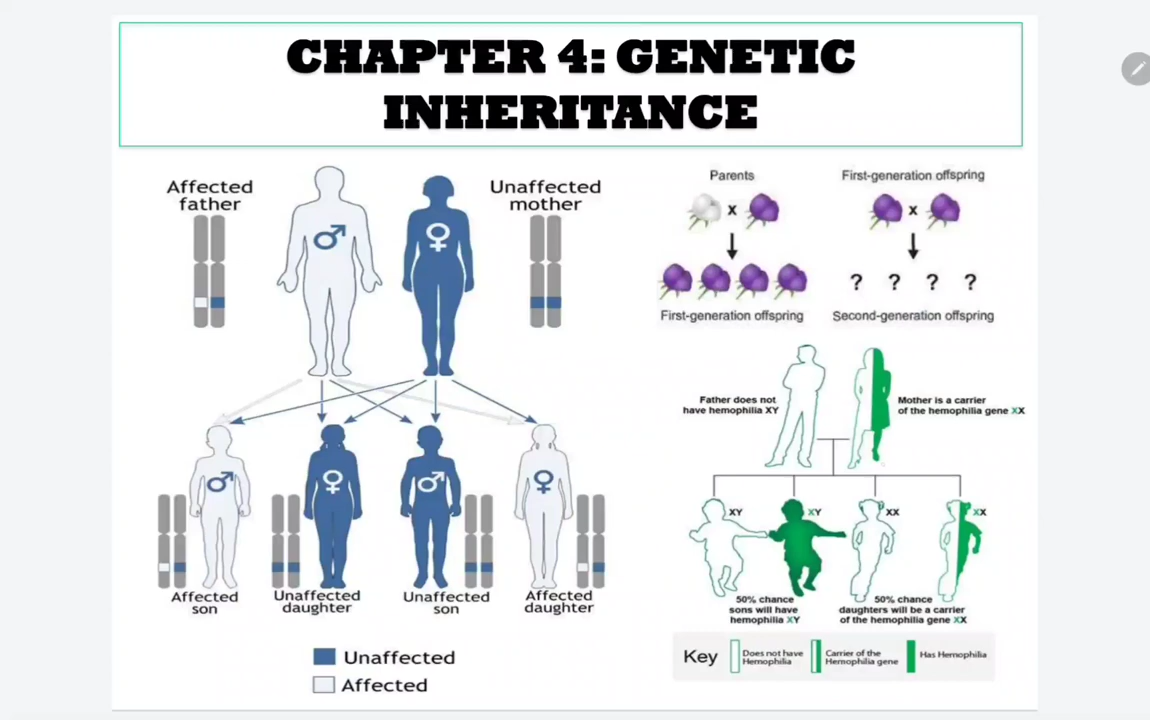 CHAPTER 4: GENETIC
INHERITANCE
Affected
father
Unaffected
mother
♂
♀
♂
♀
♂
♀
Affected
son
Unaffected
daughter
Unaffected
son
Affected
daughter
Unaffected
Affected
Parents
x
First-generation offspring
First-generation offspring
x
? ? ? ?
Second-generation offspring
Father does not
have hemophilia XY
Mother is a carrier
of the hemophilia gene XX
XY
XY
XX
XX
50% chance
sons will have
hemophilia XY
50% chance
daughters will be a carrier
of the hemophilia gene XX
Key
Does not have
Hemophilia
Carrier of the
Hemophilia gene
Has Hemophilia